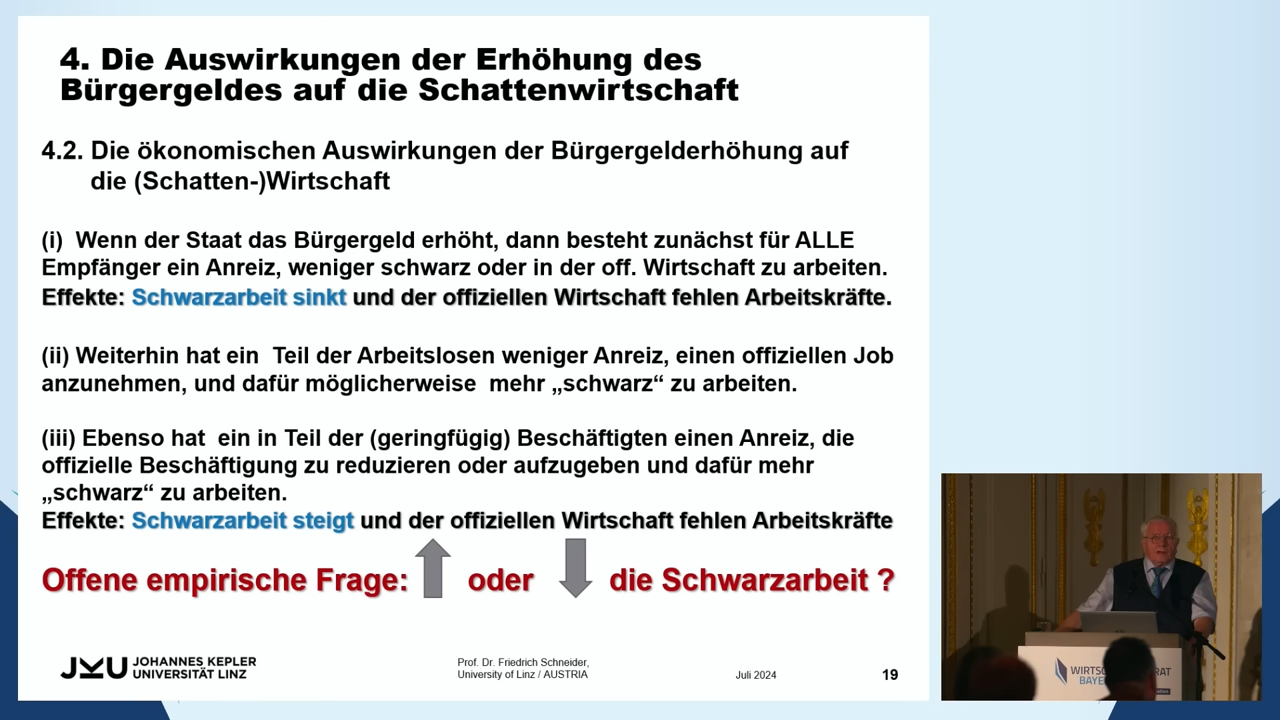 4. Die Auswirkungen der Erhöhung des
Bürgergeldes auf die Schattenwirtschaft
4.2. Die ökonomischen Auswirkungen der Bürgergelderhöhung auf
die (Schatten-)Wirtschaft
(i) Wenn der Staat das Bürgergeld erhöht, dann besteht zunächst für ALLE
Empfänger ein Anreiz, weniger schwarz oder in der off. Wirtschaft zu arbeiten.
Effekte: Schwarzarbeit sinkt und der offiziellen Wirtschaft fehlen Arbeitskräfte.
(ii) Weiterhin hat ein Teil der Arbeitslosen weniger Anreiz, einen offiziellen Job
anzunehmen, und dafür möglicherweise mehr „schwarz“ zu arbeiten.
(iii) Ebenso hat ein in Teil der (geringfügig) Beschäftigten einen Anreiz, die
offizielle Beschäftigung zu reduzieren oder aufzugeben und dafür mehr
„schwarz“ zu arbeiten.
Effekte: Schwarzarbeit steigt und der offiziellen Wirtschaft fehlen Arbeitskräfte
Offene empirische Frage: oder die Schwarzarbeit ?
JKU JOHANNES KEPLER
UNIVERSITÄT LINZ
Prof. Dr. Friedrich Schneider,
University of Linz / AUSTRIA
Juli 2024
19